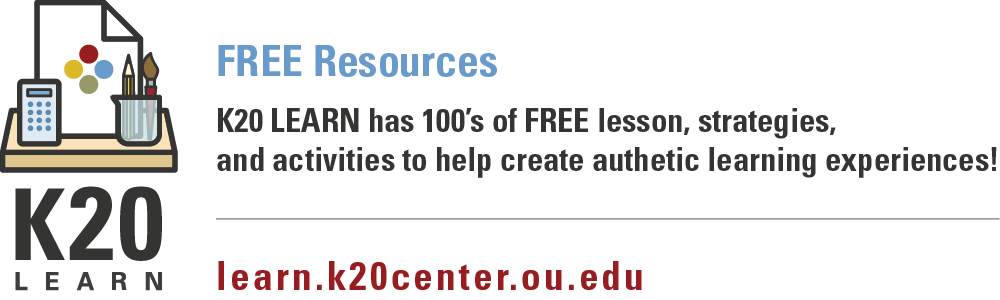 FREE Resources
K20 LEARN has 100's of FREE lesson, strategies,
and activities to help create authetic learning experiences!
K20
LEARN
learn.k20center.ou.edu